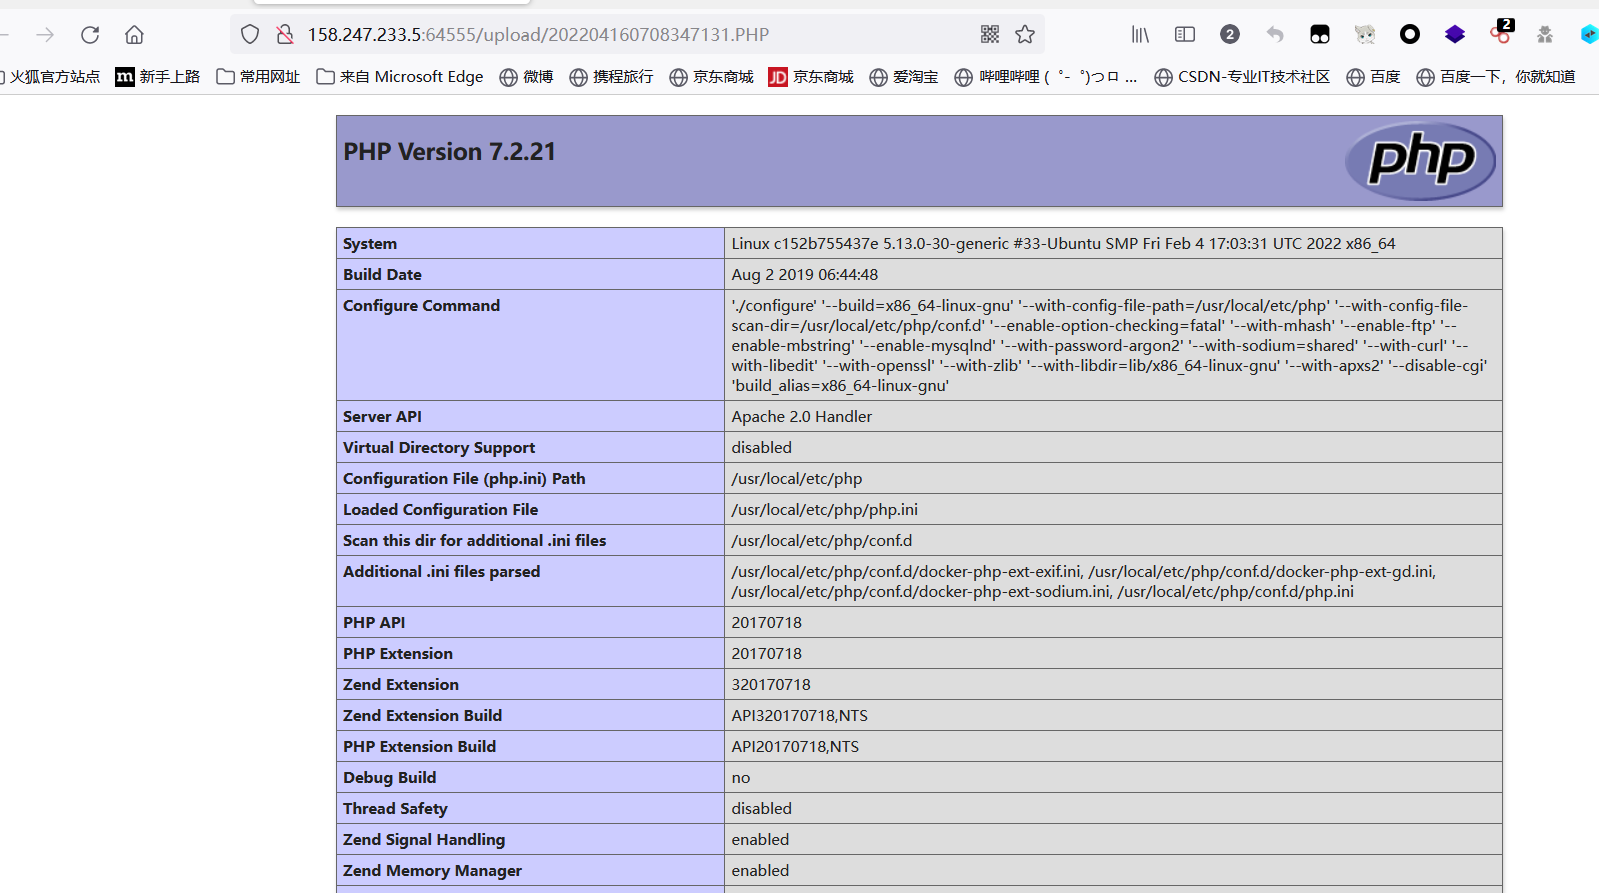 158.247.233.5:64555/upload/202204160708347131.PHP
2
2
火狐官方站点
m 新手上路
常用网址
来自 Microsoft Edge
微博
携程旅行
京东商城
JD 京东商城
爱淘宝
哔哩哔哩 ( ゜- ゜)つロ ...
CSDN-专业IT技术社区
百度
百度一下，你就知道
PHP Version 7.2.21
php
System Linux c152b755437e 5.13.0-30-generic #33-Ubuntu SMP Fri Feb 4 17:03:31 UTC 2022 x86_64
Build Date Aug 2 2019 06:44:48
Configure Command './configure' '--build=x86_64-linux-gnu' '--with-config-file-path=/usr/local/etc/php' '--with-config-file-
scan-dir=/usr/local/etc/php/conf.d' '--enable-option-checking=fatal' '--with-mhash' '--enable-ftp' '--
enable-mbstring' '--enable-mysqlnd' '--with-password-argon2' '--with-sodium=shared' '--with-curl' '--
with-libedit' '--with-openssl' '--with-zlib' '--with-libdir=lib/x86_64-linux-gnu' '--with-apxs2' '--disable-cgi'
'build_alias=x86_64-linux-gnu'
Server API Apache 2.0 Handler
Virtual Directory Support disabled
Configuration File (php.ini) Path /usr/local/etc/php
Loaded Configuration File /usr/local/etc/php/php.ini
Scan this dir for additional .ini files /usr/local/etc/php/conf.d
Additional .ini files parsed /usr/local/etc/php/conf.d/docker-php-ext-exif.ini, /usr/local/etc/php/conf.d/docker-php-ext-gd.ini,
/usr/local/etc/php/conf.d/docker-php-ext-sodium.ini, /usr/local/etc/php/conf.d/php.ini
PHP API 20170718
PHP Extension 20170718
Zend Extension 320170718
Zend Extension Build API320170718,NTS
PHP Extension Build API20170718,NTS
Debug Build no
Thread Safety disabled
Zend Signal Handling enabled
Zend Memory Manager enabled